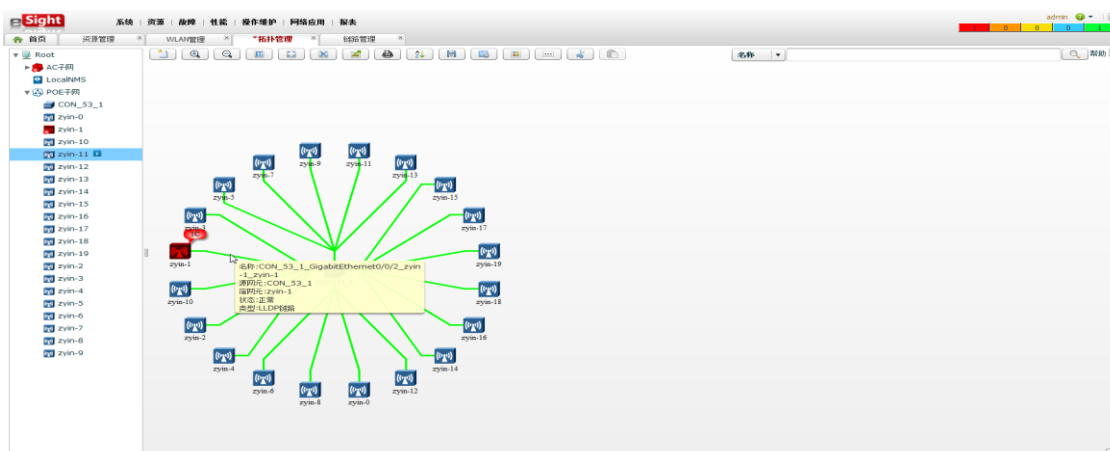 eSight
系统 | 资源 | 故障 | 性能 | 操作维护 | 网络应用 | 报表
admin
0 0 0 1
首页 资源管理 × WLAN管理 × *拓扑管理 × 链路管理 ×
名称
帮助
Root
AC子网
LocalNMS
POE子网
CON_53_1
zyin-0
zyin-1
zyin-10
zyin-11
zyin-12
zyin-13
zyin-14
zyin-15
zyin-16
zyin-17
zyin-18
zyin-19
zyin-2
zyin-3
zyin-4
zyin-5
zyin-6
zyin-7
zyin-8
zyin-9
zyin-9
zyin-11
zyin-7
zyin-13
zyin-5
zyin-15
zyin-3
zyin-17
zyin-1
zyin-19
名称:CON_53_1_GigabitEthernet0/0/2_zyin
-1_zyin-1
源网元:CON_53_1
宿网元:zyin-1
状态:正常
类型:LLDP链路
zyin-10
zyin-18
zyin-2
zyin-16
zyin-4
zyin-14
zyin-6
zyin-8
zyin-0
zyin-12